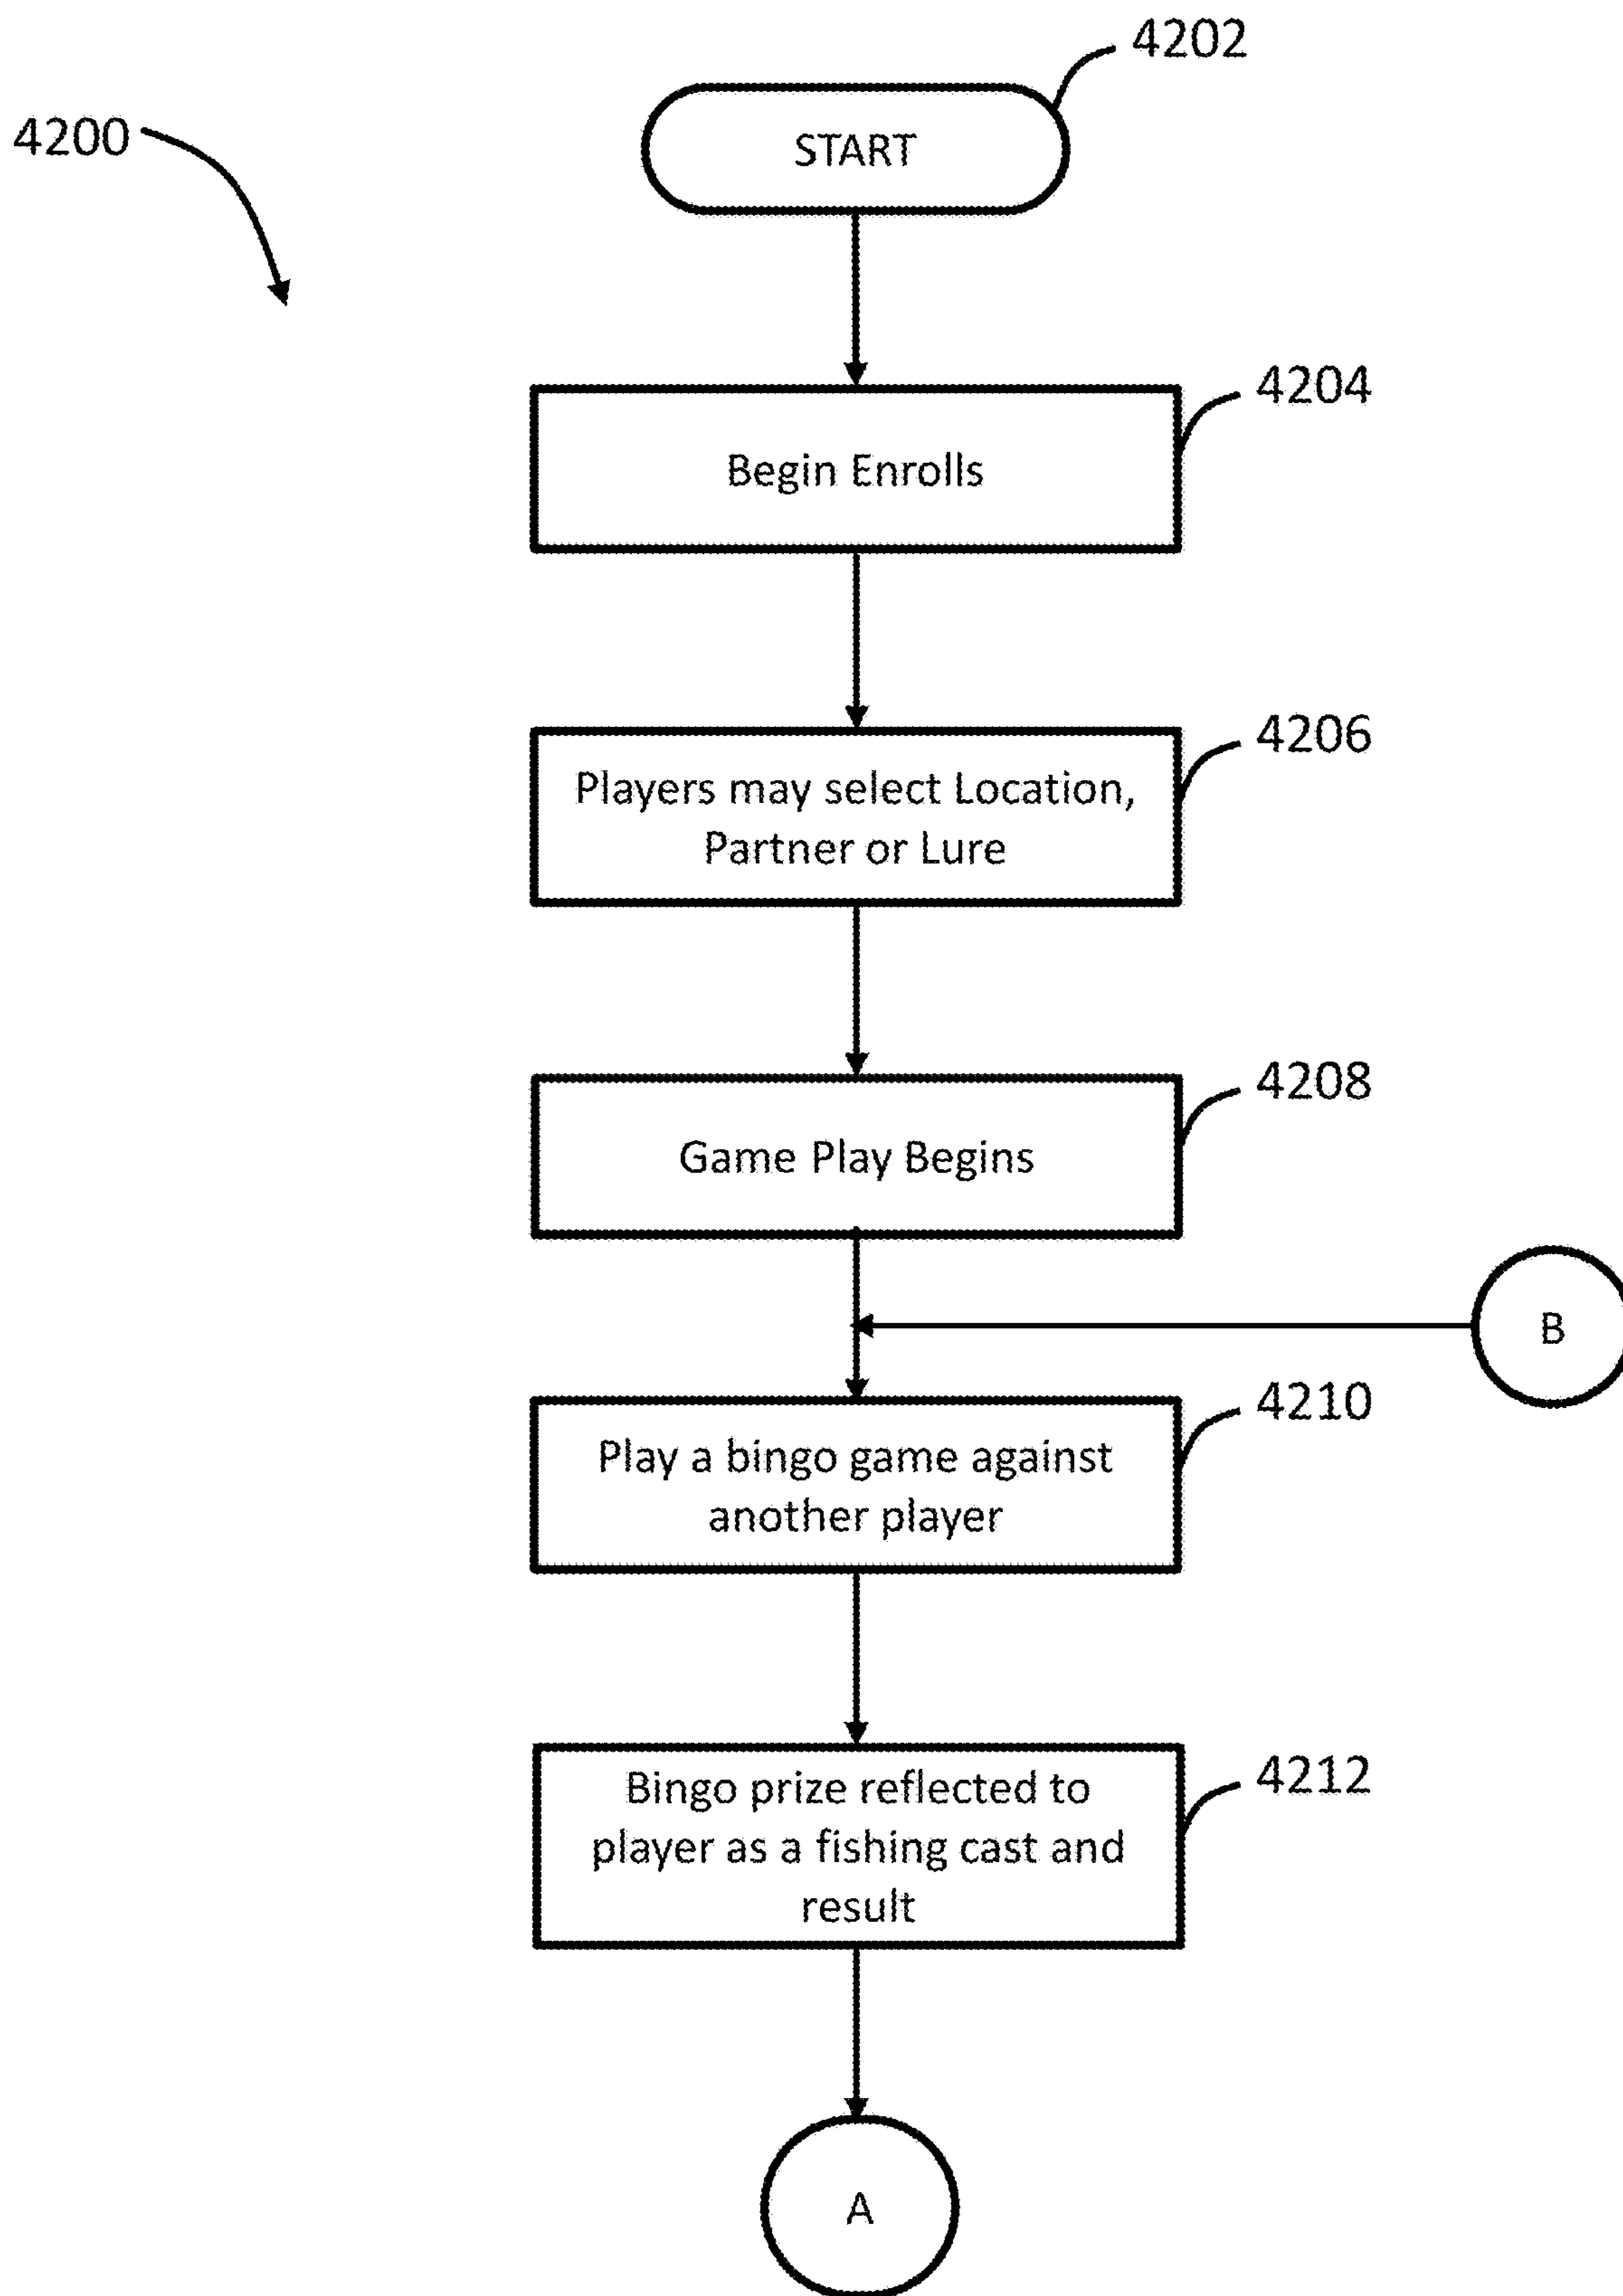 4202
4200
START
4204
Begin Enrolls
4206
Players may select Location,
Partner or Lure
4208
Game Play Begins
B
4210
Play a bingo game against
another player
4212
Bingo prize reflected to
player as a fishing cast and
result
A